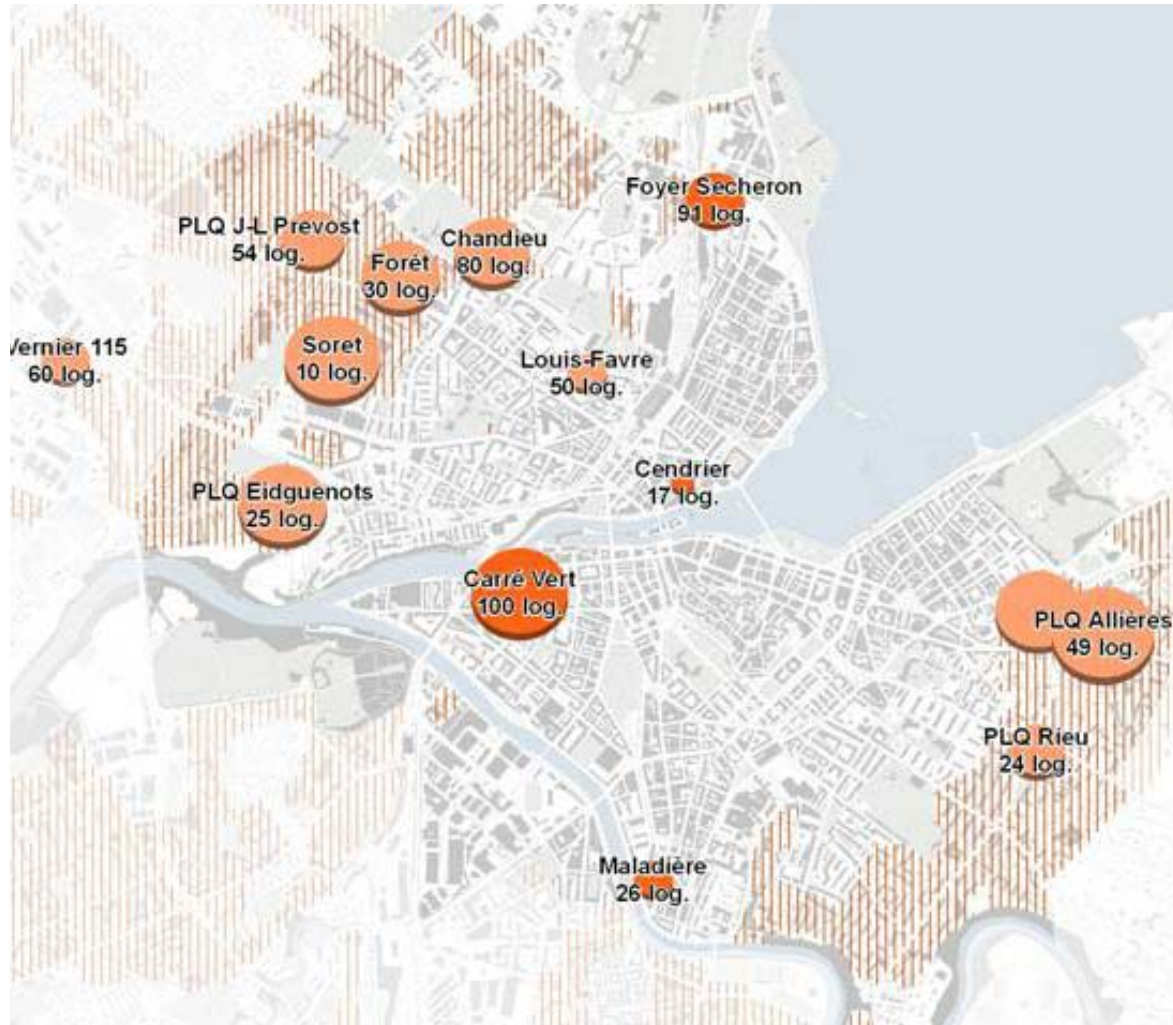 Foyer Secheron
91 log.
PLQ J-L Prevost
54 log.
Chandieu
80 log.
Forêt
30 log.
Vernier 115
60 log.
Soret
10 log.
Louis-Favre
50 log.
Cendrier
17 log.
PLQ Eidguenots
25 log.
Carré Vert
100 log.
PLQ Allières
49 log.
PLQ Rieu
24 log.
Maladière
26 log.